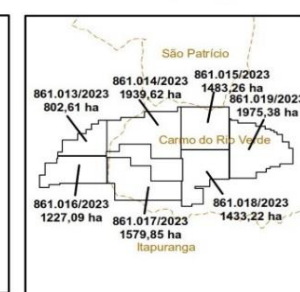 São Patrício
861.015/2023
1483,26 ha
861.014/2023
1939,62 ha
861.013/2023
802,61 ha
861.019/2023
1975,38 ha
Carmo do Rio Verde
861.016/2023
1227,09 ha
861.018/2023
1433,22 ha
861.017/2023
1579,85 ha
Itapuranga